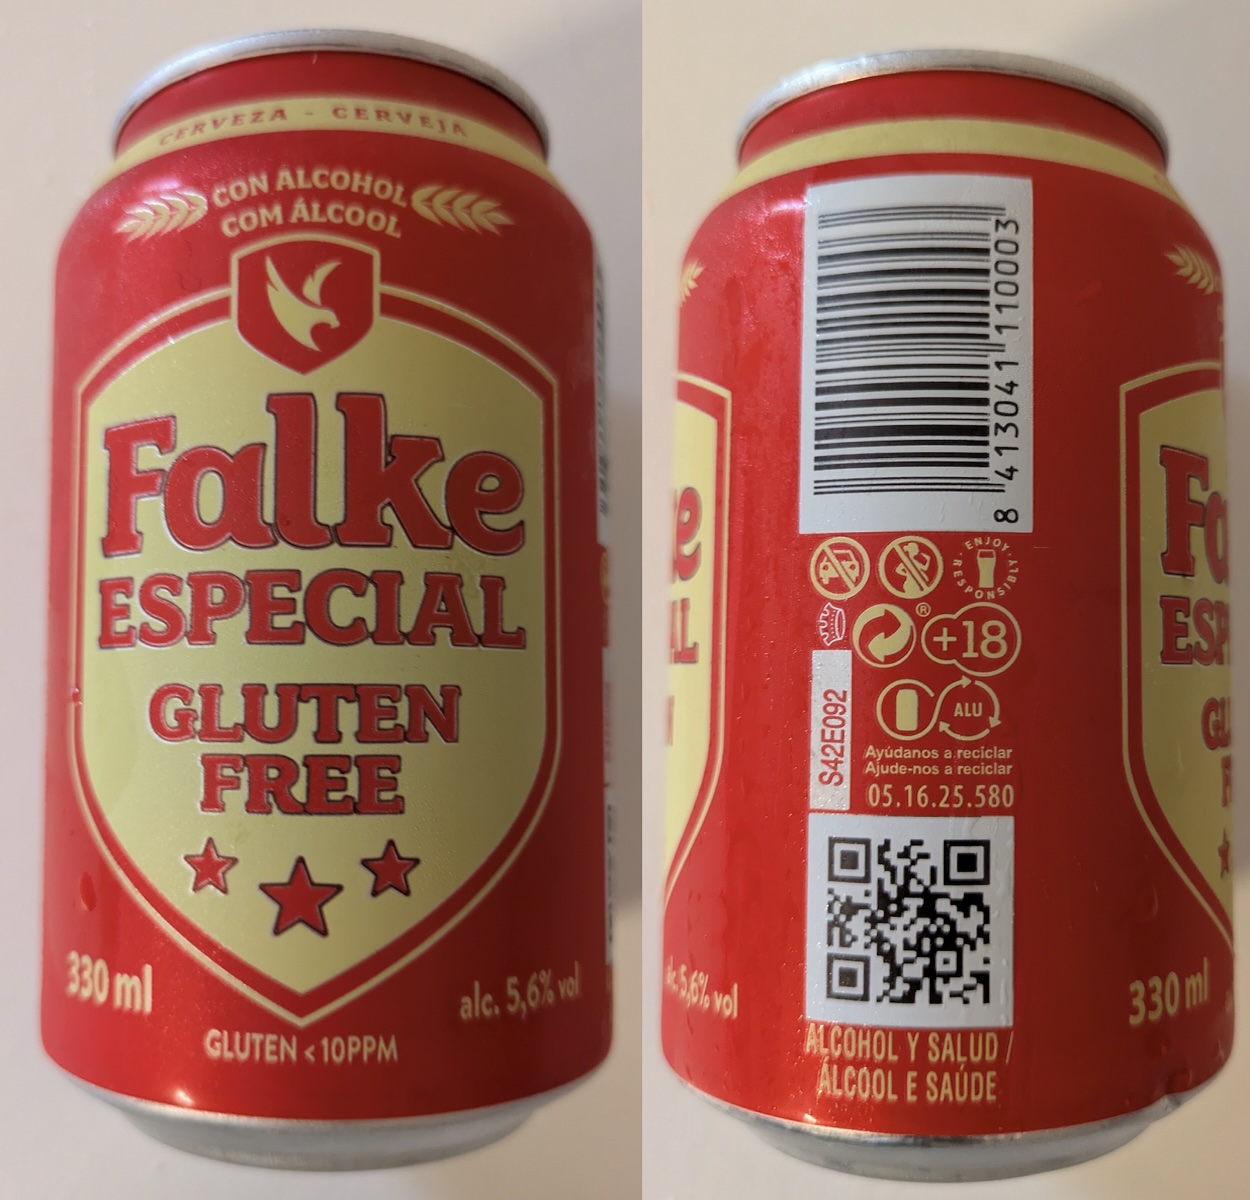 CERVEZA - CERVEJA
CON ÁLCOHOL
COM ÁLCOOL
Falke
ESPECIAL
GLUTEN
FREE
330 ml
alc. 5,6% vol
GLUTEN <10PPM
8 413041 110003
ENJOY RESPONSIBLY
®
+18
ALU
S42E092
Ayúdanos a reciclar
Ajude-nos a reciclar
05.16.25.580
ALCOHOL Y SALUD /
ÁLCOOL E SAÚDE
5,6% vol
330 ml